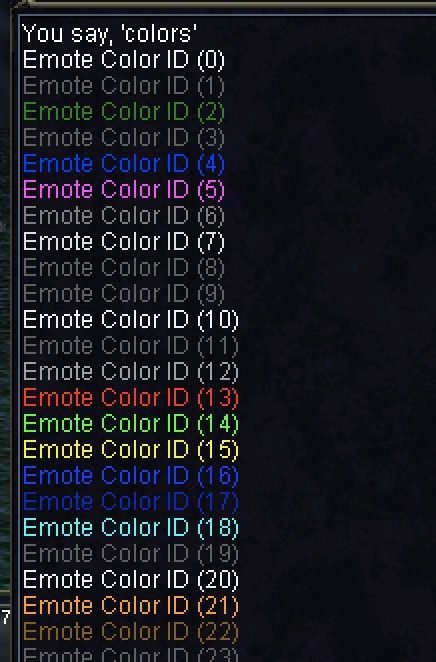 You say, 'colors'
Emote Color ID (0)
Emote Color ID (1)
Emote Color ID (2)
Emote Color ID (3)
Emote Color ID (4)
Emote Color ID (5)
Emote Color ID (6)
Emote Color ID (7)
Emote Color ID (8)
Emote Color ID (9)
Emote Color ID (10)
Emote Color ID (11)
Emote Color ID (12)
Emote Color ID (13)
Emote Color ID (14)
Emote Color ID (15)
Emote Color ID (16)
Emote Color ID (17)
Emote Color ID (18)
Emote Color ID (19)
Emote Color ID (20)
Emote Color ID (21)
7
Emote Color ID (22)
Emote Color ID (23)